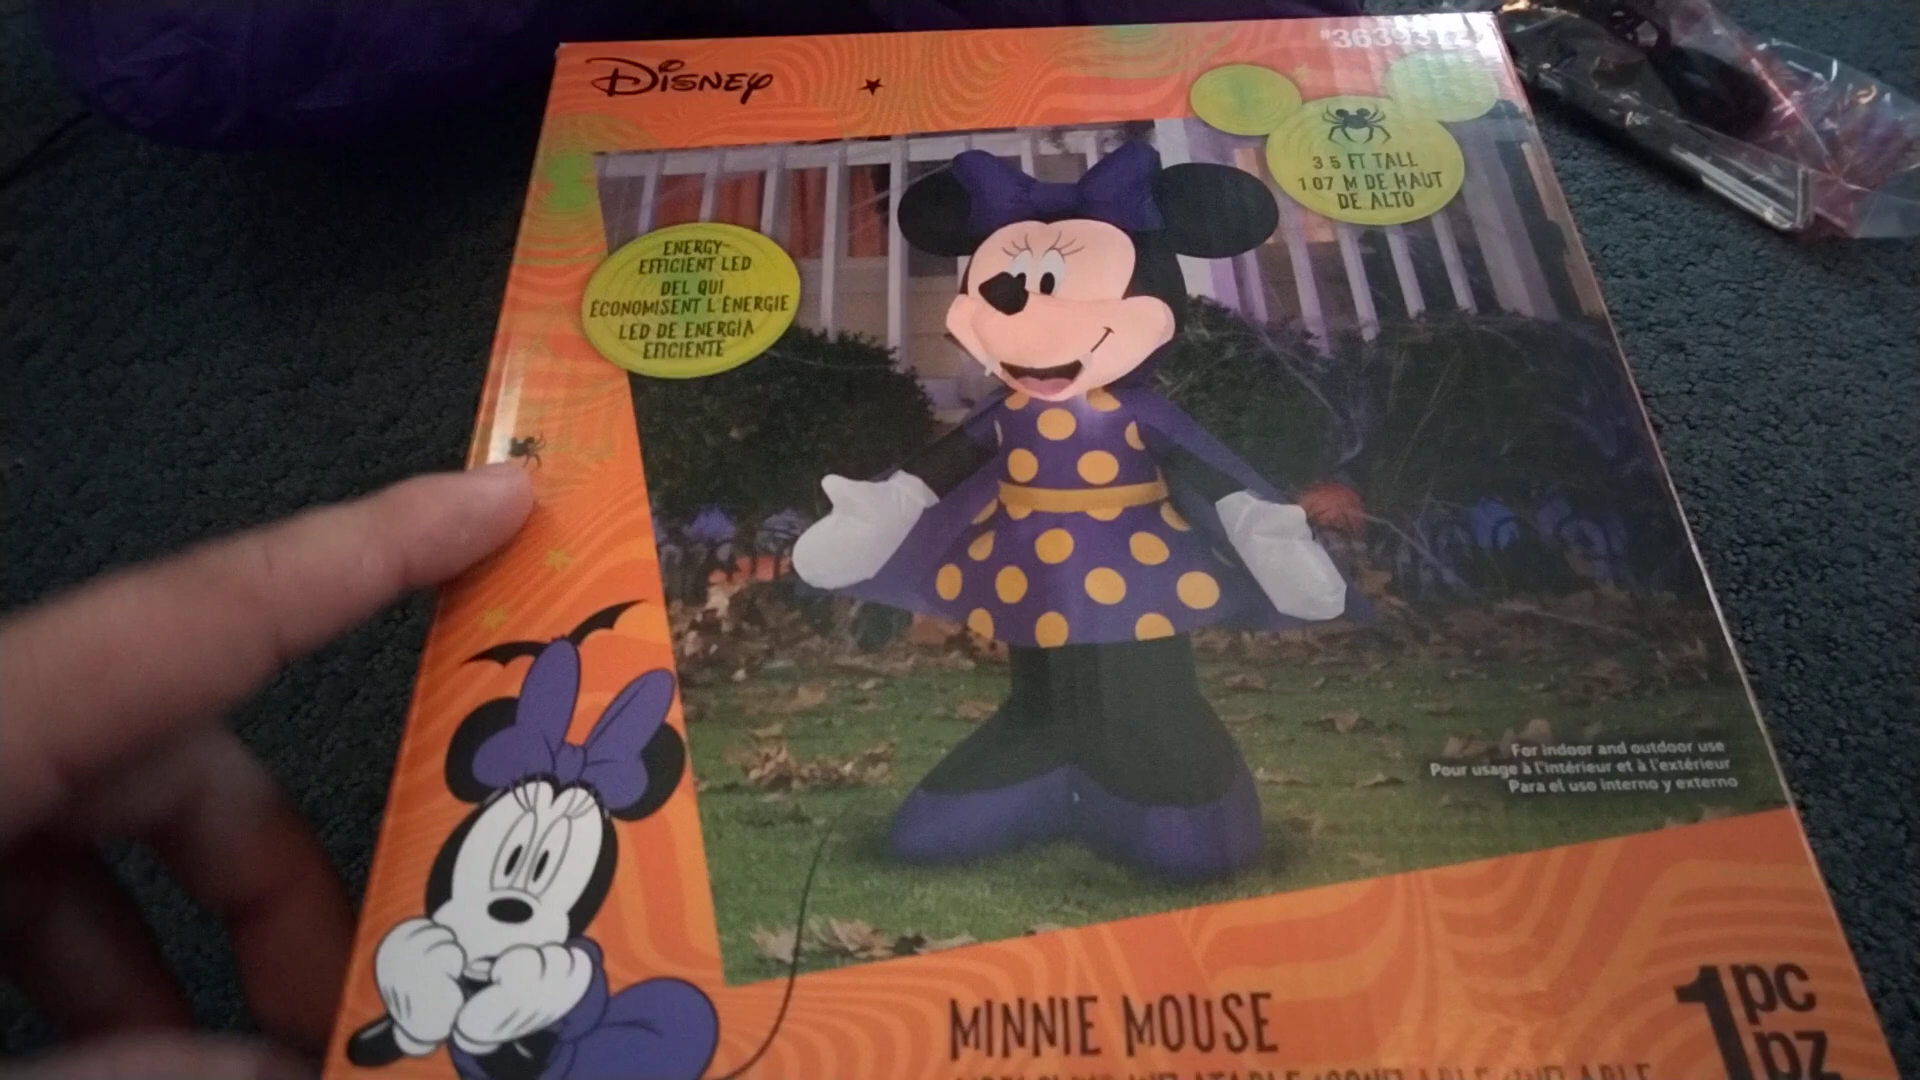 Disney
3.5 FT TALL
1.07 M DE HAUT
DE ALTO
ENERGY-
EFFICIENT LED
DEL QUI
ÉCONOMISENT L'ÉNERGIE
LED DE ENERGÍA
EFICIENTE
For indoor and outdoor use
Pour usage à l'intérieur et à l'extérieur
Para el uso interno y externo
MINNIE MOUSE
1 pc
pz